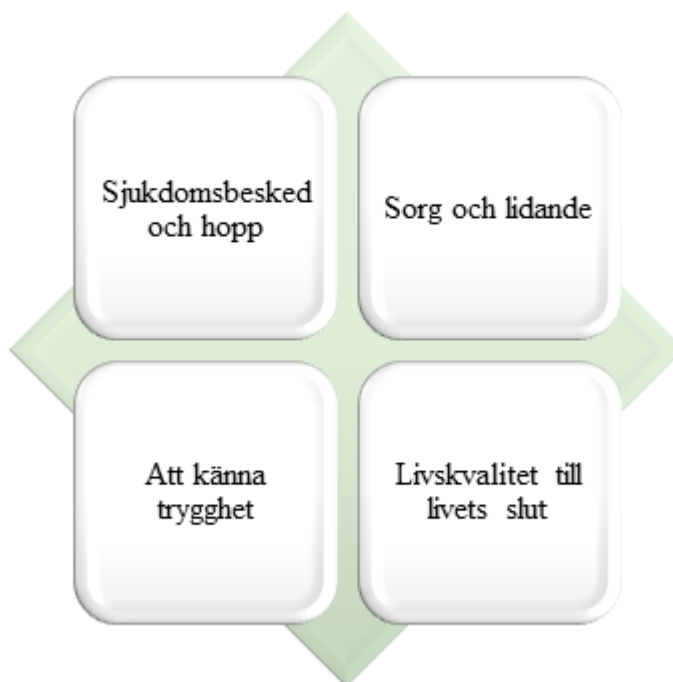 Sjukdomsbesked
och hopp
Sorg och lidande
Att känna
trygghet
Livskvalitet till
livets slut